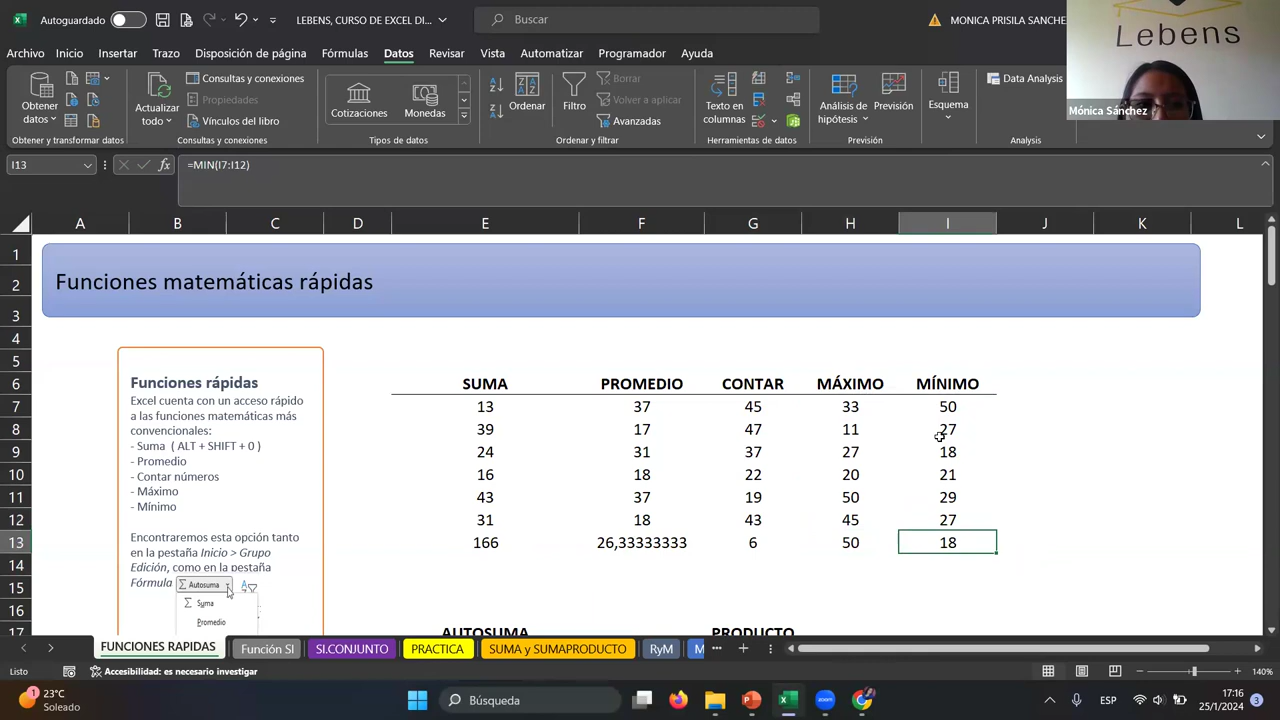 Autoguardado
LEBENS, CURSO DE EXCEL DI...
Buscar
MONICA PRISILA SANCHE
Lebens
Mónica Sánchez
Archivo Inicio Insertar Trazo Disposición de página Fórmulas Datos Revisar Vista Automatizar Programador Ayuda
Obtener datos
Actualizar todo
Consultas y conexiones
Propiedades
Vínculos del libro
Cotizaciones
Monedas
Ordenar
Filtro
Borrar
Volver a aplicar
Avanzadas
Texto en columnas
Análisis de hipótesis
Previsión
Esquema
Data Analysis
Obtener y transformar datos
Consultas y conexiones
Tipos de datos
Ordenar y filtrar
Herramientas de datos
Previsión
Analysis
I13
fx
=MIN(I7:I12)
A B C D E F G H I J K L
1
2
3
4
5
6
7
8
9
10
11
12
13
14
15
16
17
Funciones matemáticas rápidas
Funciones rápidas
Excel cuenta con un acceso rápido
a las funciones matemáticas más
convencionales:
- Suma ( ALT + SHIFT + 0 )
- Promedio
- Contar números
- Máximo
- Mínimo
Encontraremos esta opción tanto
en la pestaña Inicio > Grupo
Edición, como en la pestaña
Fórmula
Σ Autosuma
Σ Suma
Promedio
SUMA PROMEDIO CONTAR MÁXIMO MÍNIMO
13 37 45 33 50
39 17 47 11 27
24 31 37 27 18
16 18 22 20 21
43 37 19 50 29
31 18 43 45 27
166 26,33333333 6 50 18
AUTOSUMA PRODUCTO
FUNCIONES RAPIDAS Función SI SI.CONJUNTO PRACTICA SUMA y SUMAPRODUCTO RyM M ...
Listo
Accesibilidad: es necesario investigar
140%
1
23°C
Soleado
Búsqueda
ESP
17:16
25/1/2024
3